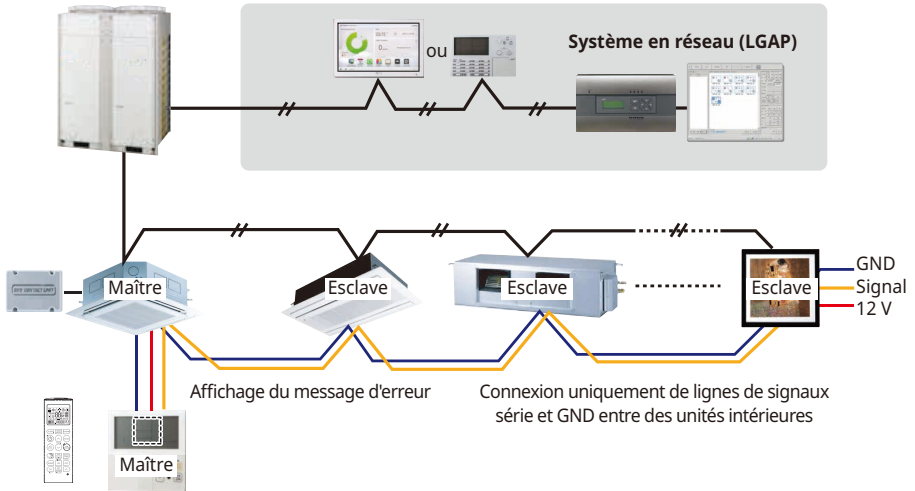 ou
Système en réseau (LGAP)
Maître
Esclave
Esclave
Esclave
GND
Signal
12 V
Affichage du message d'erreur
Connexion uniquement de lignes de signaux
série et GND entre des unités intérieures
Maître